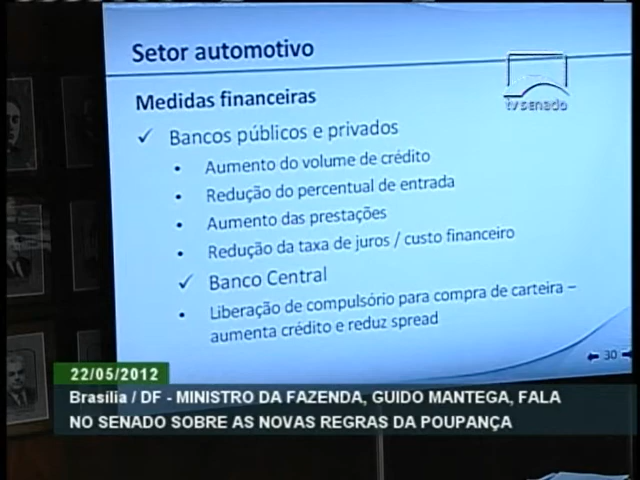 Setor automotivo
tv senado
Medidas financeiras
✓ Bancos públicos e privados
• Aumento do volume de crédito
• Redução do percentual de entrada
• Aumento das prestações
• Redução da taxa de juros / custo financeiro
✓ Banco Central
• Liberação de compulsório para compra de carteira –
aumenta crédito e reduz spread
30
22/05/2012
Brasília / DF - MINISTRO DA FAZENDA, GUIDO MANTEGA, FALA
NO SENADO SOBRE AS NOVAS REGRAS DA POUPANÇA